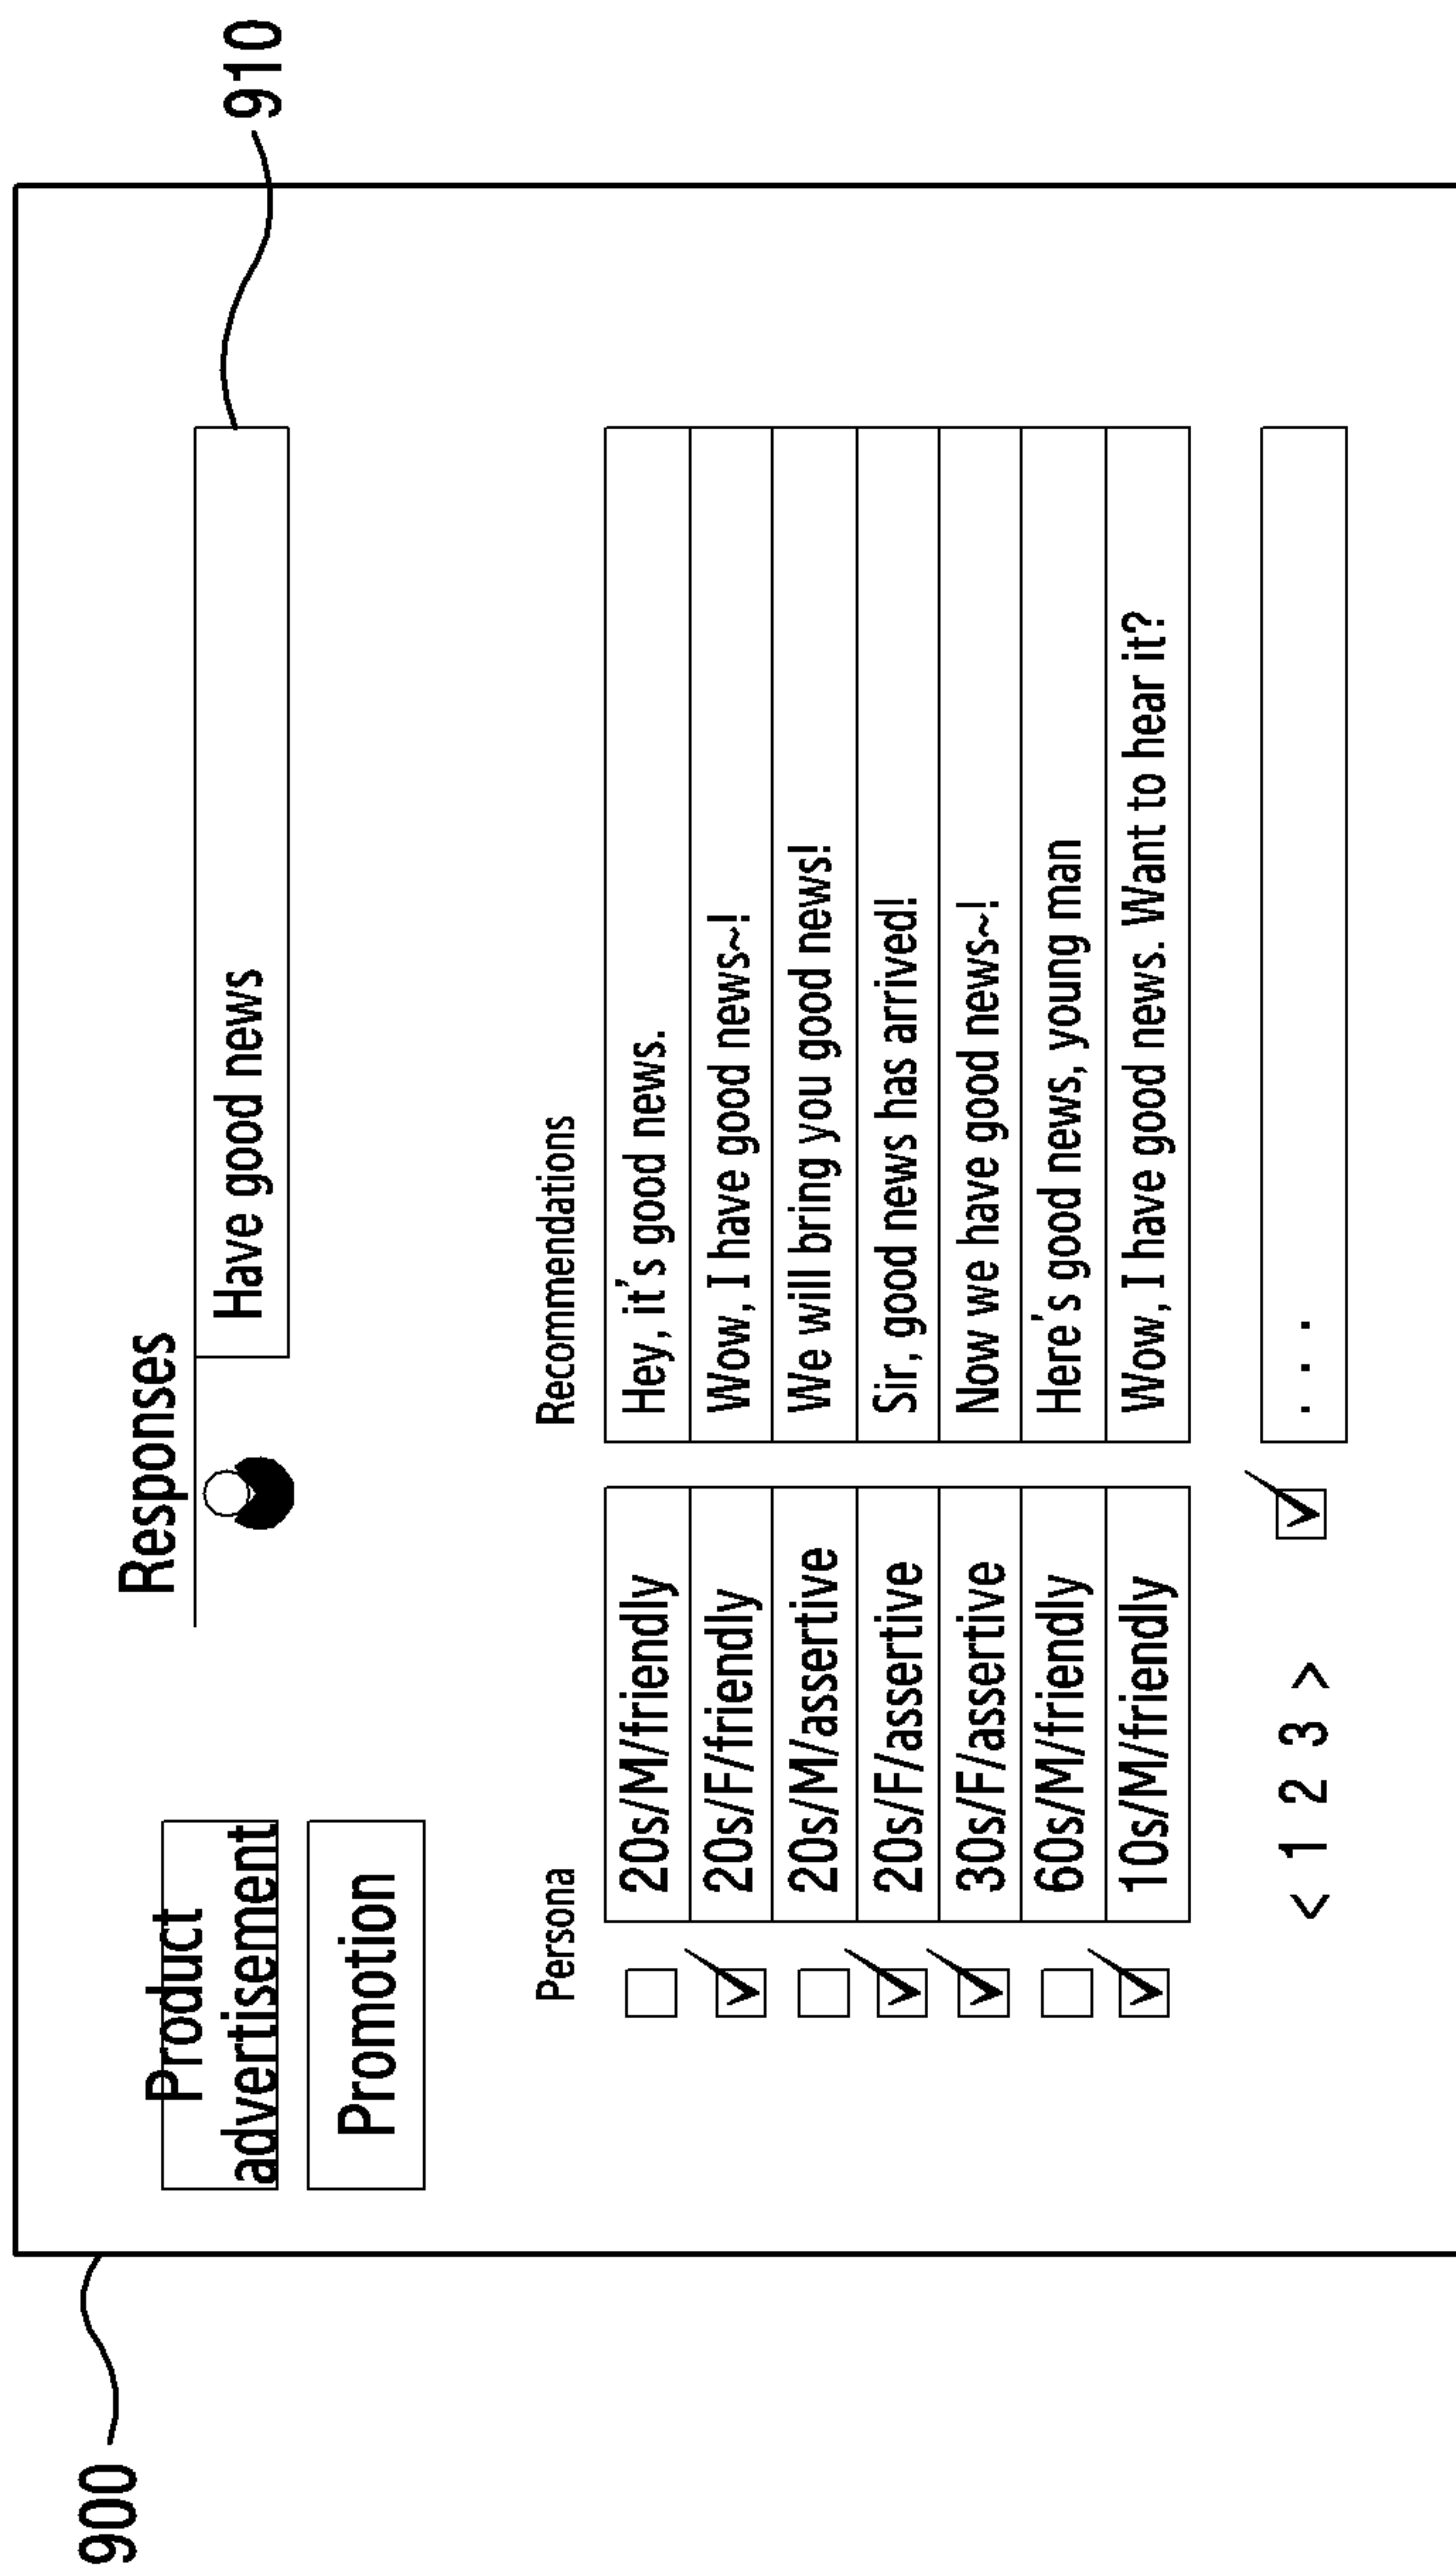 900
910
Product
advertisement
Promotion
Responses
Have good news
Persona
Recommendations
20s/M/friendly
Hey, it's good news.
20s/F/friendly
Wow, I have good news~!
20s/M/assertive
We will bring you good news!
20s/F/assertive
Sir, good news has arrived!
30s/F/assertive
Now we have good news~!
60s/M/friendly
Here's good news, young man
10s/M/friendly
Wow, I have good news. Want to hear it?
< 1 2 3 >
. . .